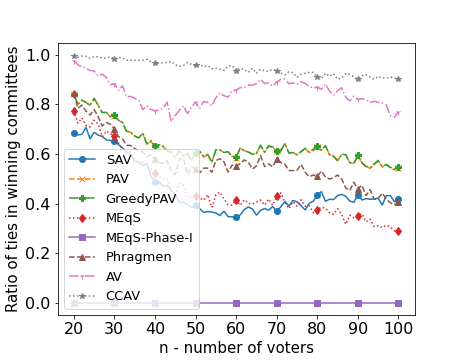 Ratio of ties in winning committees
1.0
0.8
0.6
0.4
0.2
0.0
SAV
PAV
GreedyPAV
MEqS
MEqS-Phase-I
Phragmen
AV
CCAV
20 30 40 50 60 70 80 90 100
n - number of voters